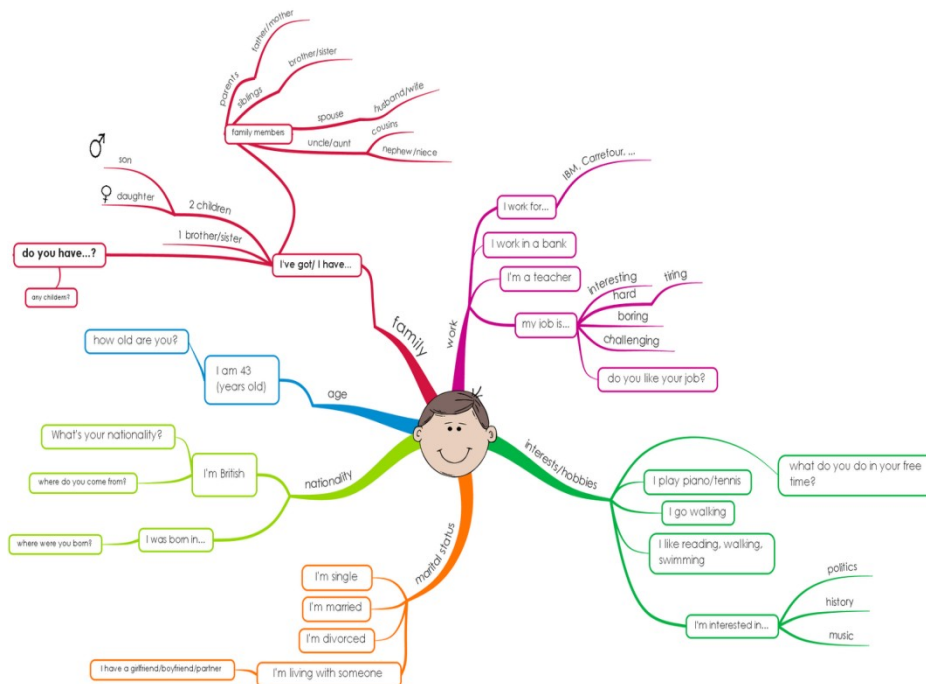 family
I've got/ I have...
family members
parents
father/mother
siblings
brother/sister
spouse
husband/wife
uncle/aunt
cousins
nephew/niece
2 children
son
daughter
1 brother/sister
do you have...?
any childern?
work
I work for...
IBM, Carrefour, ...
I work in a bank
I'm a teacher
my job is...
interesting
hard
tiring
boring
challenging
do you like your job?
age
I am 43
(years old)
how old are you?
nationality
I'm British
What's your nationality?
where do you come from?
I was born in...
where were you born?
marital status
I'm single
I'm married
I'm divorced
I'm living with someone
I have a girlfriend/boyfriend/partner
interests/hobbies
what do you do in your free
time?
I play piano/tennis
I go walking
I like reading, walking,
swimming
I'm interested in...
politics
history
music